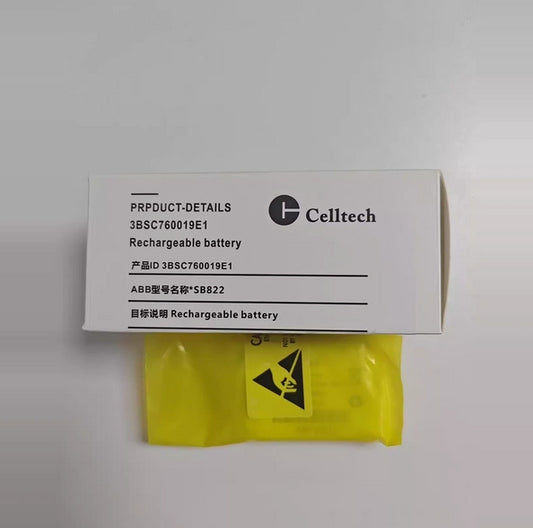 PRPDUCT-DETAILS
3BSC760019E1
Rechargeable battery
Celltech
产品ID 3BSC760019E1
ABB型号名称*SB822
目标说明 Rechargeable battery